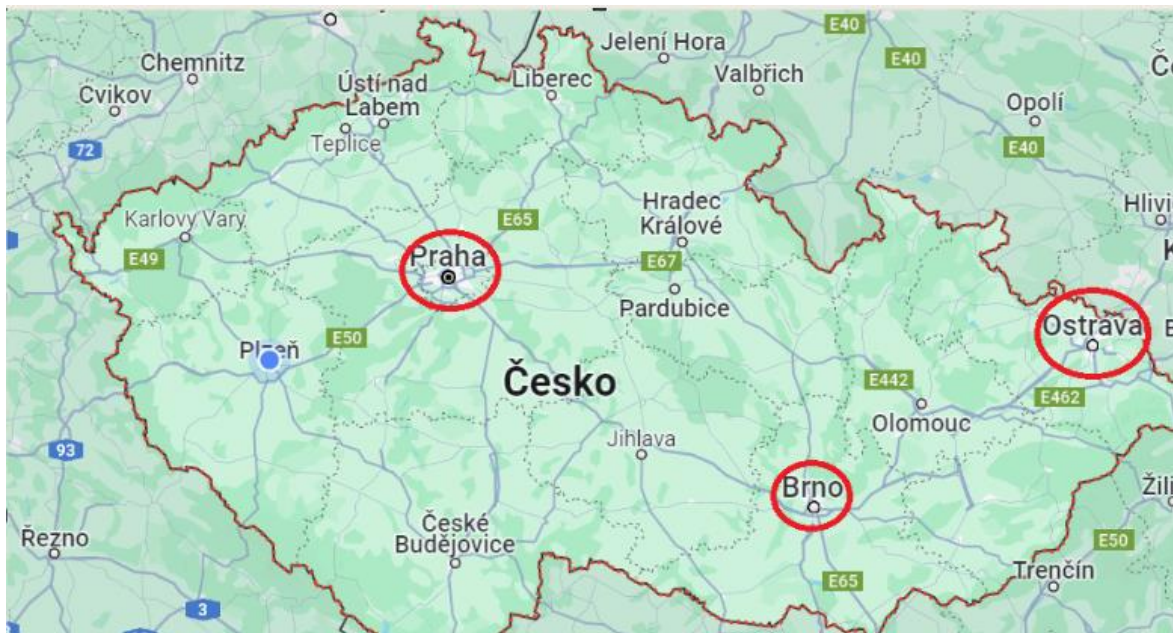 E40
Jelení Hora
Chemnitz
E40
Ústí nad
Labem
Liberec
Valbřich
Cvikov
Opolí
Teplice
72
E40
Hradec
Králové
Karlovy Vary
E65
Praha
E49
E67
Pardubice
Ostrava
E50
Plzeň
Česko
E442
E462
Olomouc
Jihlava
93
Brno
České
Budějovice
Řezno
E50
Trenčín
E65
3